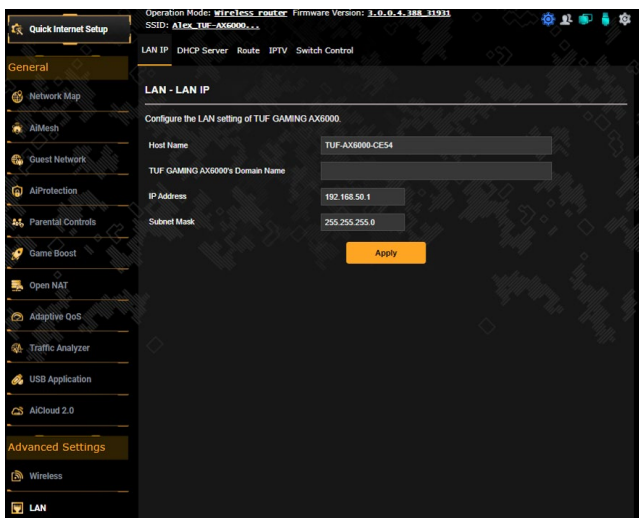 Operation Mode: Wireless router Firmware Version: 3.0.0.4.388_31931
SSID: Alex_TUF-AX6000...
Quick Internet Setup
General
Network Map
AiMesh
Guest Network
AiProtection
Parental Controls
Game Boost
Open NAT
Adaptive QoS
Traffic Analyzer
USB Application
AiCloud 2.0
Advanced Settings
Wireless
LAN
LAN IP DHCP Server Route IPTV Switch Control
LAN - LAN IP
Configure the LAN setting of TUF GAMING AX6000.
Host Name TUF-AX6000-CE54
TUF GAMING AX6000's Domain Name
IP Address 192.168.50.1
Subnet Mask 255.255.255.0
Apply